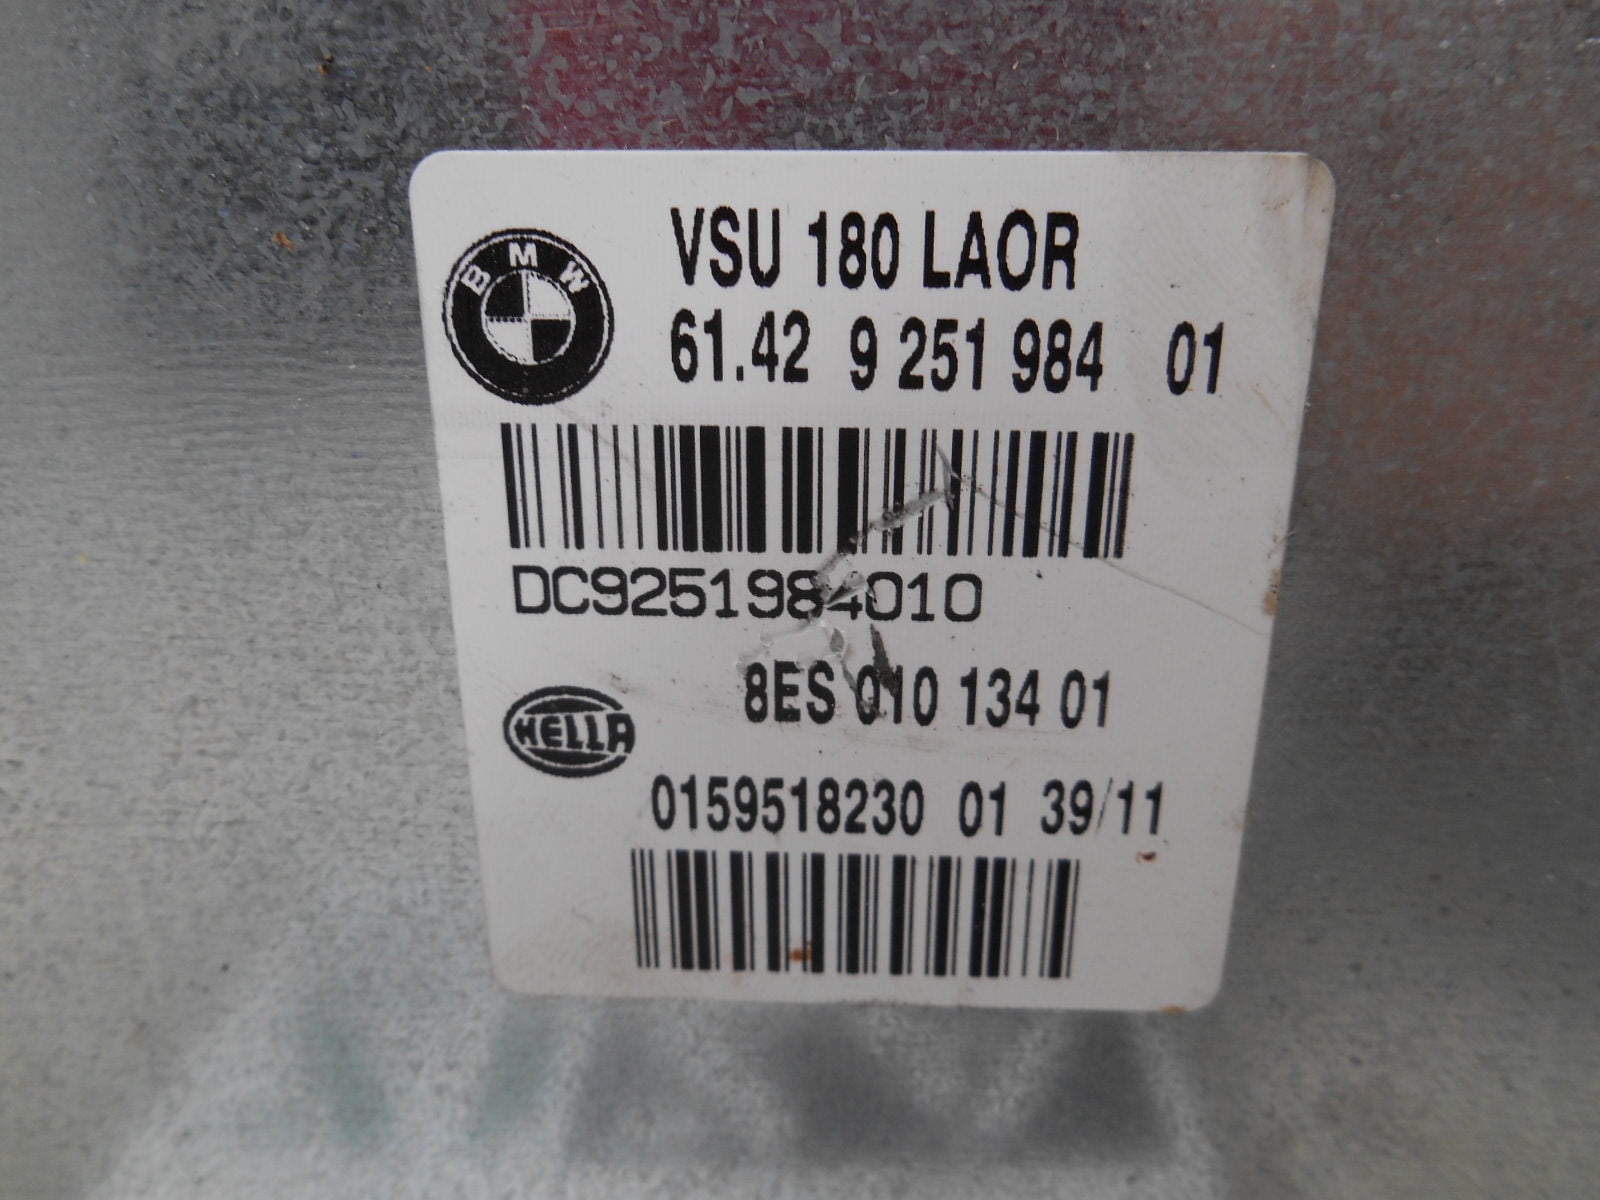 BMW
VSU 180 LAOR
61.42 9 251 984 01
DC9251984010
8ES 010 134 01
HELLA
0159518230 01 39/11